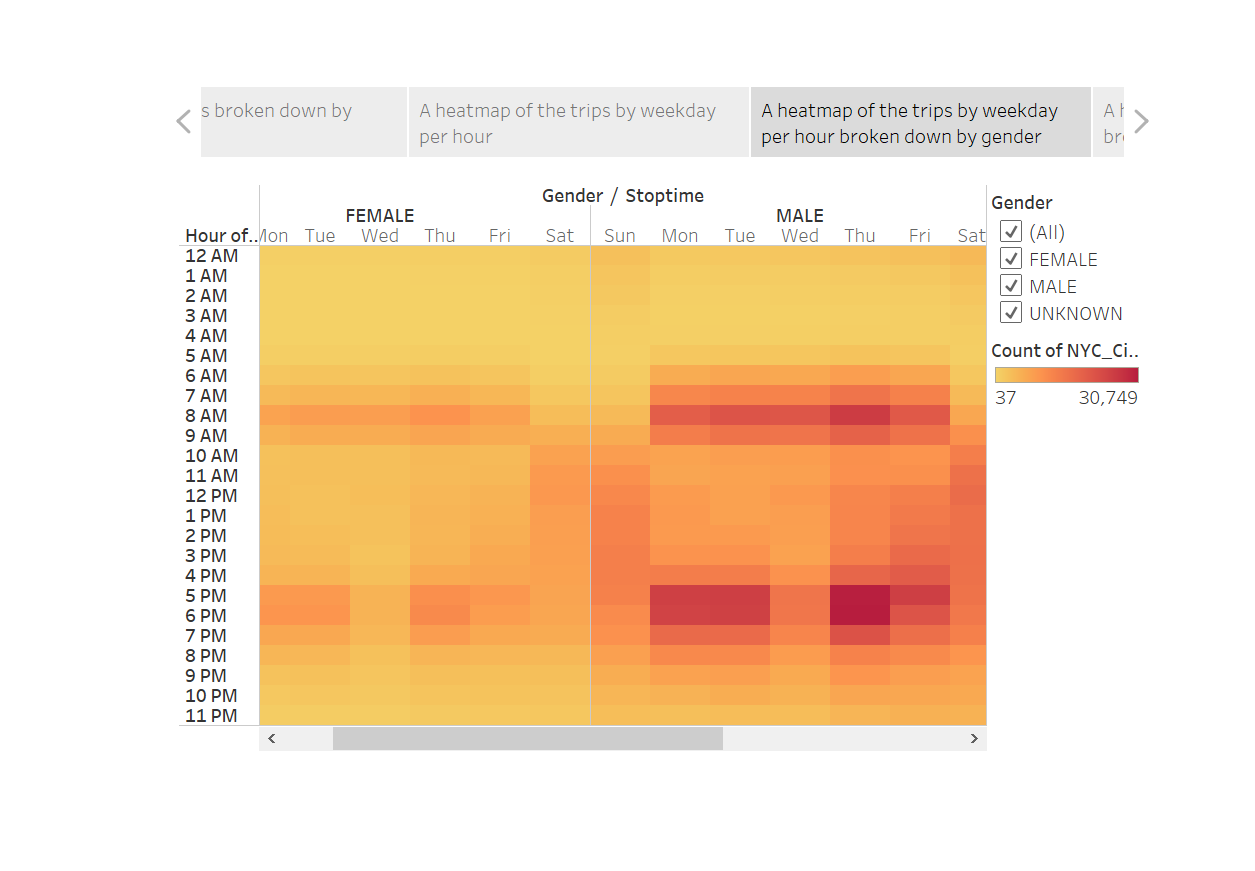 s broken down by
A heatmap of the trips by weekday
per hour
A heatmap of the trips by weekday
per hour broken down by gender
A h
bro
Gender / Stoptime
FEMALE MALE
Hour of.. Mon Tue Wed Thu Fri Sat Sun Mon Tue Wed Thu Fri Sat
12 AM
1 AM
2 AM
3 AM
4 AM
5 AM
6 AM
7 AM
8 AM
9 AM
10 AM
11 AM
12 PM
1 PM
2 PM
3 PM
4 PM
5 PM
6 PM
7 PM
8 PM
9 PM
10 PM
11 PM
Gender
(All)
FEMALE
MALE
UNKNOWN
Count of NYC_Ci..
37 30,749